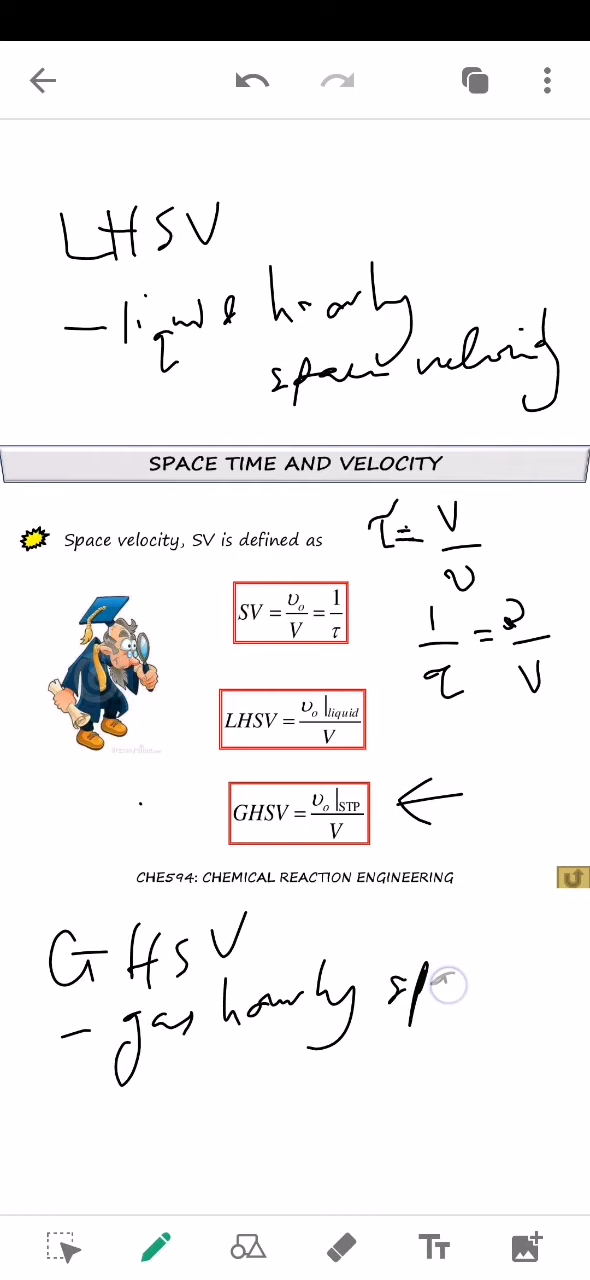 LHSV
- liquid hourly
space velocity
SPACE TIME AND VELOCITY
Space velocity, SV is defined as
τ = V / υ
SV = υₒ / V = 1 / τ
1 / τ = υ / V
LHSV = υₒ |liquid / V
GHSV = υₒ |STP / V
CHE594: CHEMICAL REACTION ENGINEERING
GHSV
- gas hourly sp